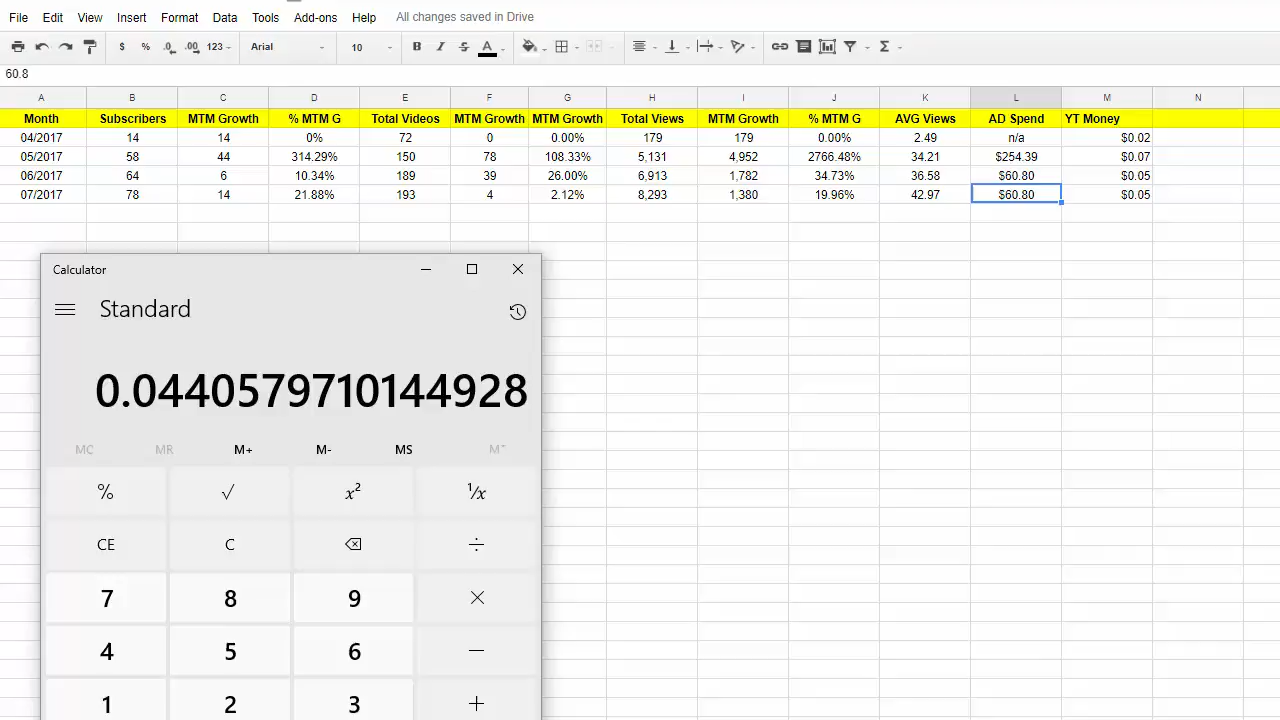 File Edit View Insert Format Data Tools Add-ons Help All changes saved in Drive
$ % .0 .00 123 Arial 10 B I S A Σ
60.8
A B C D E F G H I J K L M N
Month Subscribers MTM Growth % MTM G Total Videos MTM Growth MTM Growth Total Views MTM Growth % MTM G AVG Views AD Spend YT Money
04/2017 14 14 0% 72 0 0.00% 179 179 0.00% 2.49 n/a $0.02
05/2017 58 44 314.29% 150 78 108.33% 5,131 4,952 2766.48% 34.21 $254.39 $0.07
06/2017 64 6 10.34% 189 39 26.00% 6,913 1,782 34.73% 36.58 $60.80 $0.05
07/2017 78 14 21.88% 193 4 2.12% 8,293 1,380 19.96% 42.97 $60.80 $0.05
Calculator
Standard
0.0440579710144928
MC MR M+ M- MS M˅
% √ x² ¹/x
CE C ÷
7 8 9 ×
4 5 6 −
1 2 3 +